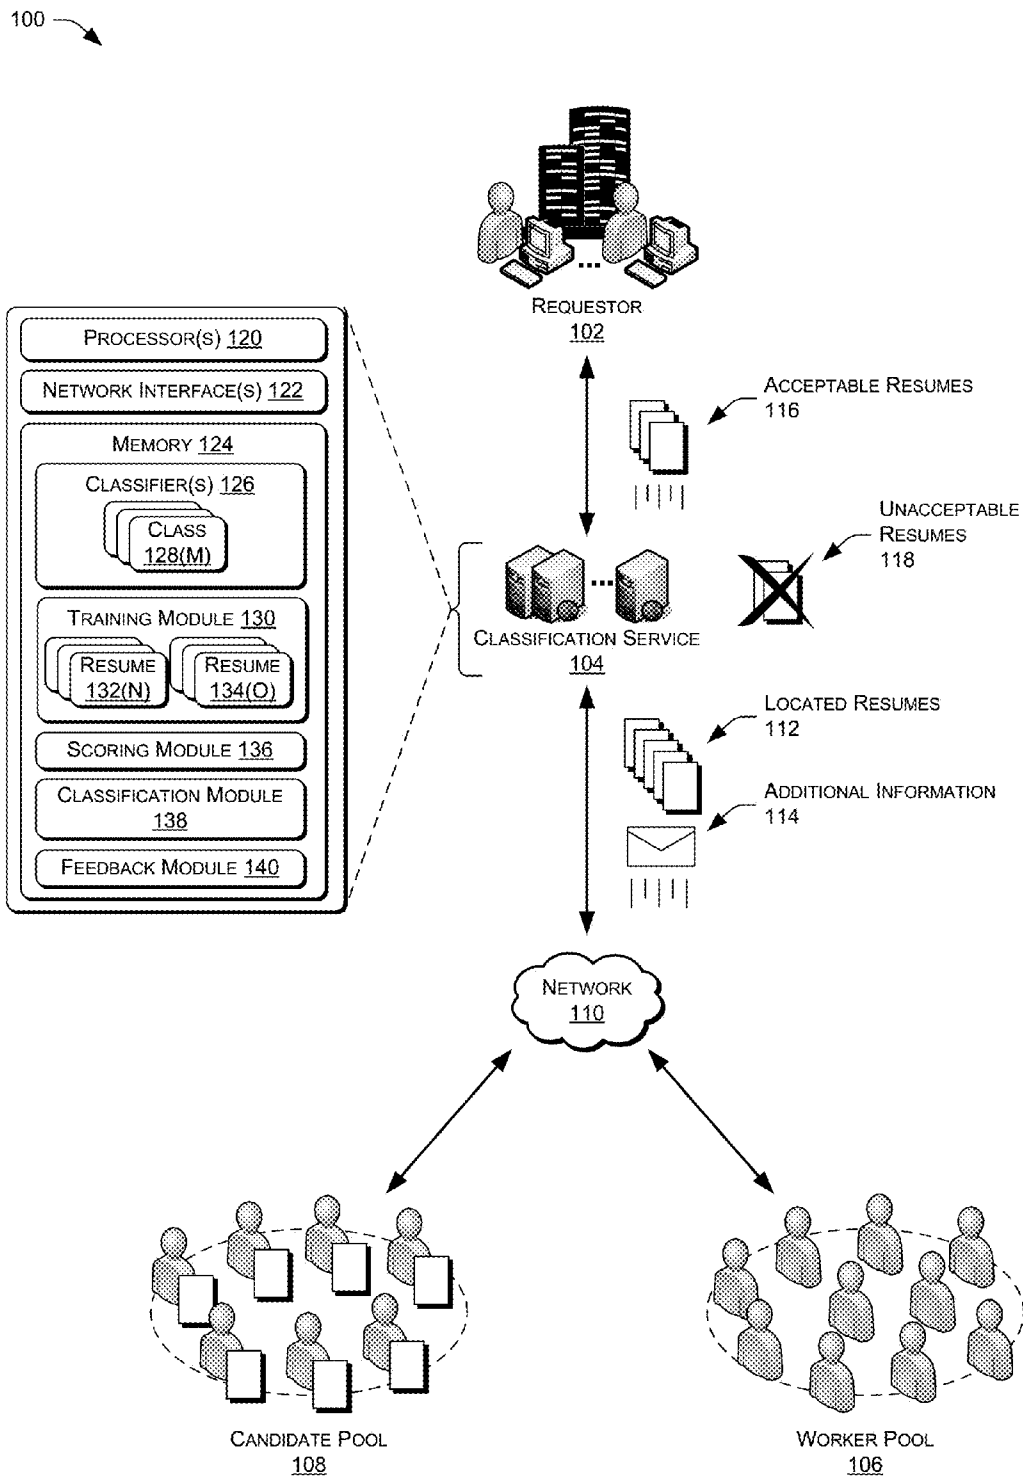 100
REQUESTOR
102
PROCESSOR(S) 120
NETWORK INTERFACE(S) 122
MEMORY 124
CLASSIFIER(S) 126
CLASS
128(M)
TRAINING MODULE 130
RESUME
132(N)
RESUME
134(O)
SCORING MODULE 136
CLASSIFICATION MODULE
138
FEEDBACK MODULE 140
ACCEPTABLE RESUMES
116
UNACCEPTABLE
RESUMES
118
...
...
CLASSIFICATION SERVICE
104
LOCATED RESUMES
112
ADDITIONAL INFORMATION
114
NETWORK
110
CANDIDATE POOL
108
WORKER POOL
106